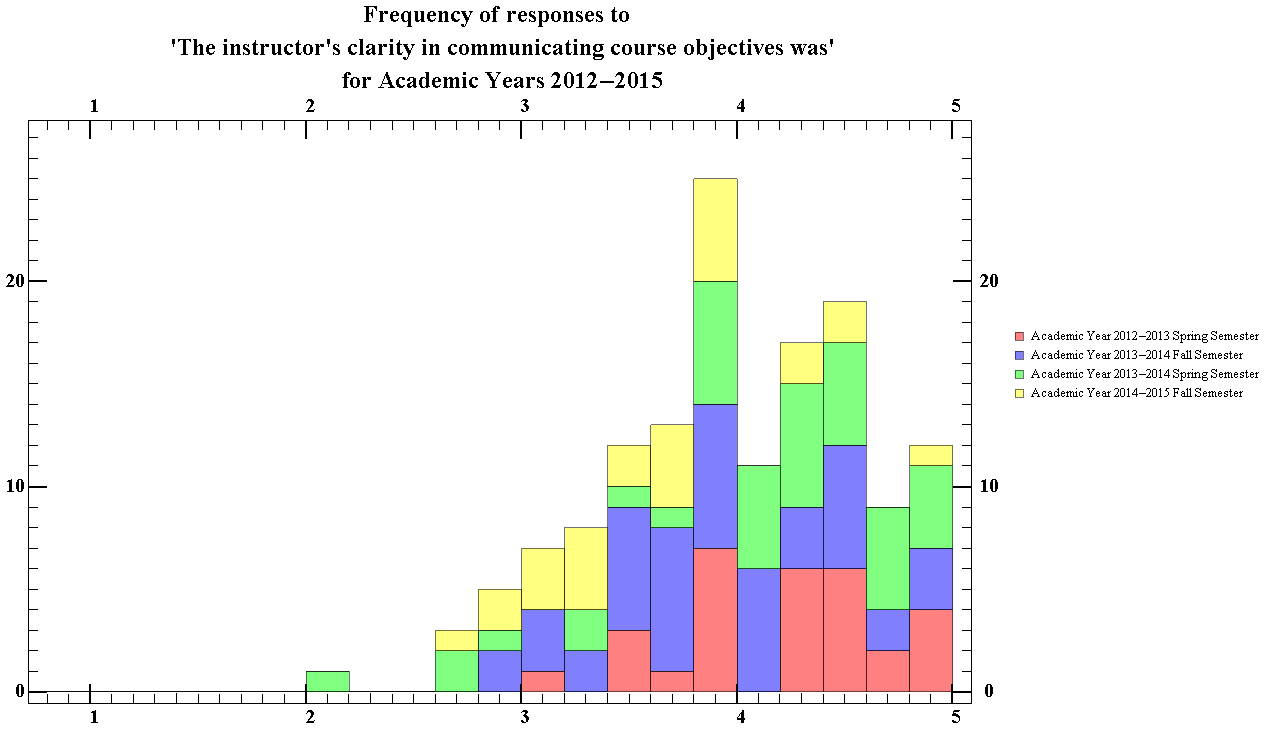 Frequency of responses to
'The instructor's clarity in communicating course objectives was'
for Academic Years 2012–2015
1 2 3 4 5
20 20
Academic Year 2012–2013 Spring Semester
Academic Year 2013–2014 Fall Semester
Academic Year 2013–2014 Spring Semester
Academic Year 2014–2015 Fall Semester
10 10
0 0
1 2 3 4 5